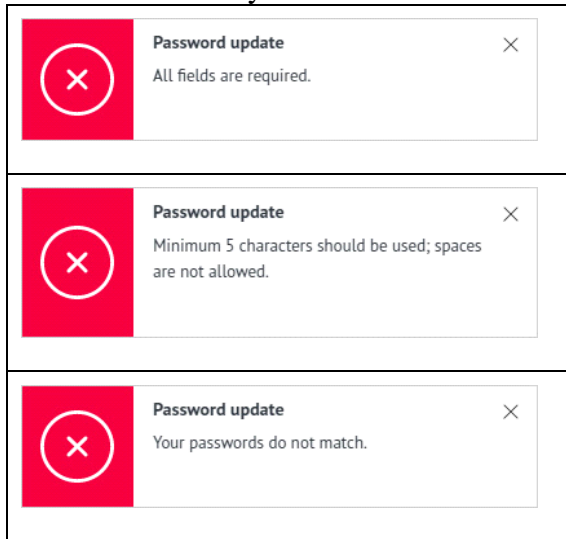 Password update
All fields are required.
Password update
Minimum 5 characters should be used; spaces
are not allowed.
Password update
Your passwords do not match.